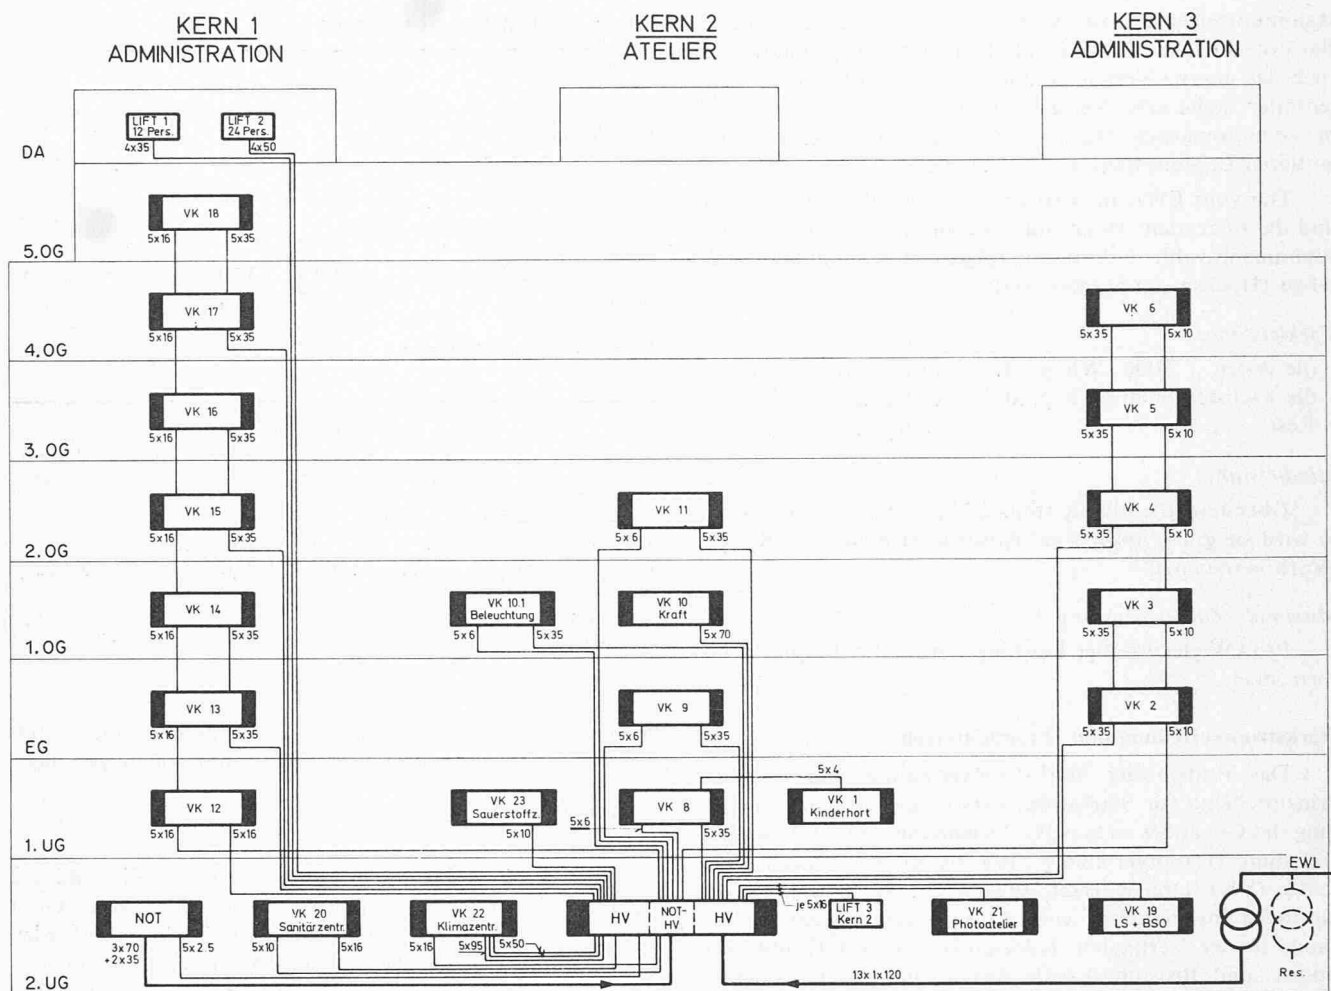 KERN 1
ADMINISTRATION
KERN 2
ATELIER
KERN 3
ADMINISTRATION
LIFT 1
12 Pers.
LIFT 2
24 Pers.
4x35
4x50
DA
VK 18
5x16
5x35
5.OG
VK 17
5x16
5x35
VK 6
5x35
5x10
4.OG
VK 16
5x16
5x35
VK 5
5x35
5x10
3.OG
VK 15
5x16
5x35
VK 11
5x6
5x35
VK 4
5x35
5x10
2.OG
VK 14
5x16
5x35
VK 10.1
Beleuchtung
5x6
5x35
VK 10
Kraft
5x70
VK 3
5x35
5x10
1.OG
VK 13
5x16
5x35
VK 9
5x6
5x35
VK 2
5x35
5x10
EG
VK 12
5x16
5x16
VK 23
Sauerstoffz.
5x10
5x6
VK 8
5x35
5x4
VK 1
Kinderhort
1.UG
EWL
NOT
3x70
+2x35
5x2.5
VK 20
Sanitärzentr.
5x10
5x16
VK 22
Klimazentr.
5x16
5x95
5x50
HV
NOT-
HV
HV
je 5x16
LIFT 3
Kern 2
VK 21
Photoatelier
VK 19
LS + BSO
13x1x120
Res.
2.UG